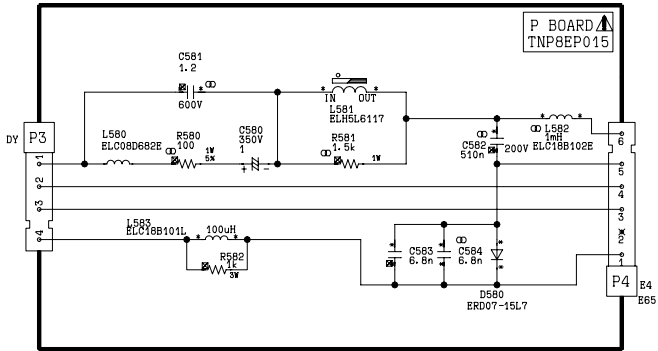 P BOARD
TNP8EP015
C581
1.2
600V
IN OUT
L581
ELH5L6117
DY
P3
L580
ELC08D682E
R580
100
1W
5%
C580
350V
1
+ -
R581
1.5k
1W
C582
510n
200V
L582
1mH
ELC18B102E
1
2
3
4
L583
ELC18B101L
100uH
R582
1k
3W
C583
6.8n
C584
6.8n
D580
ERD07-15L7
6
5
4
3
2
1
P4
E4
E65